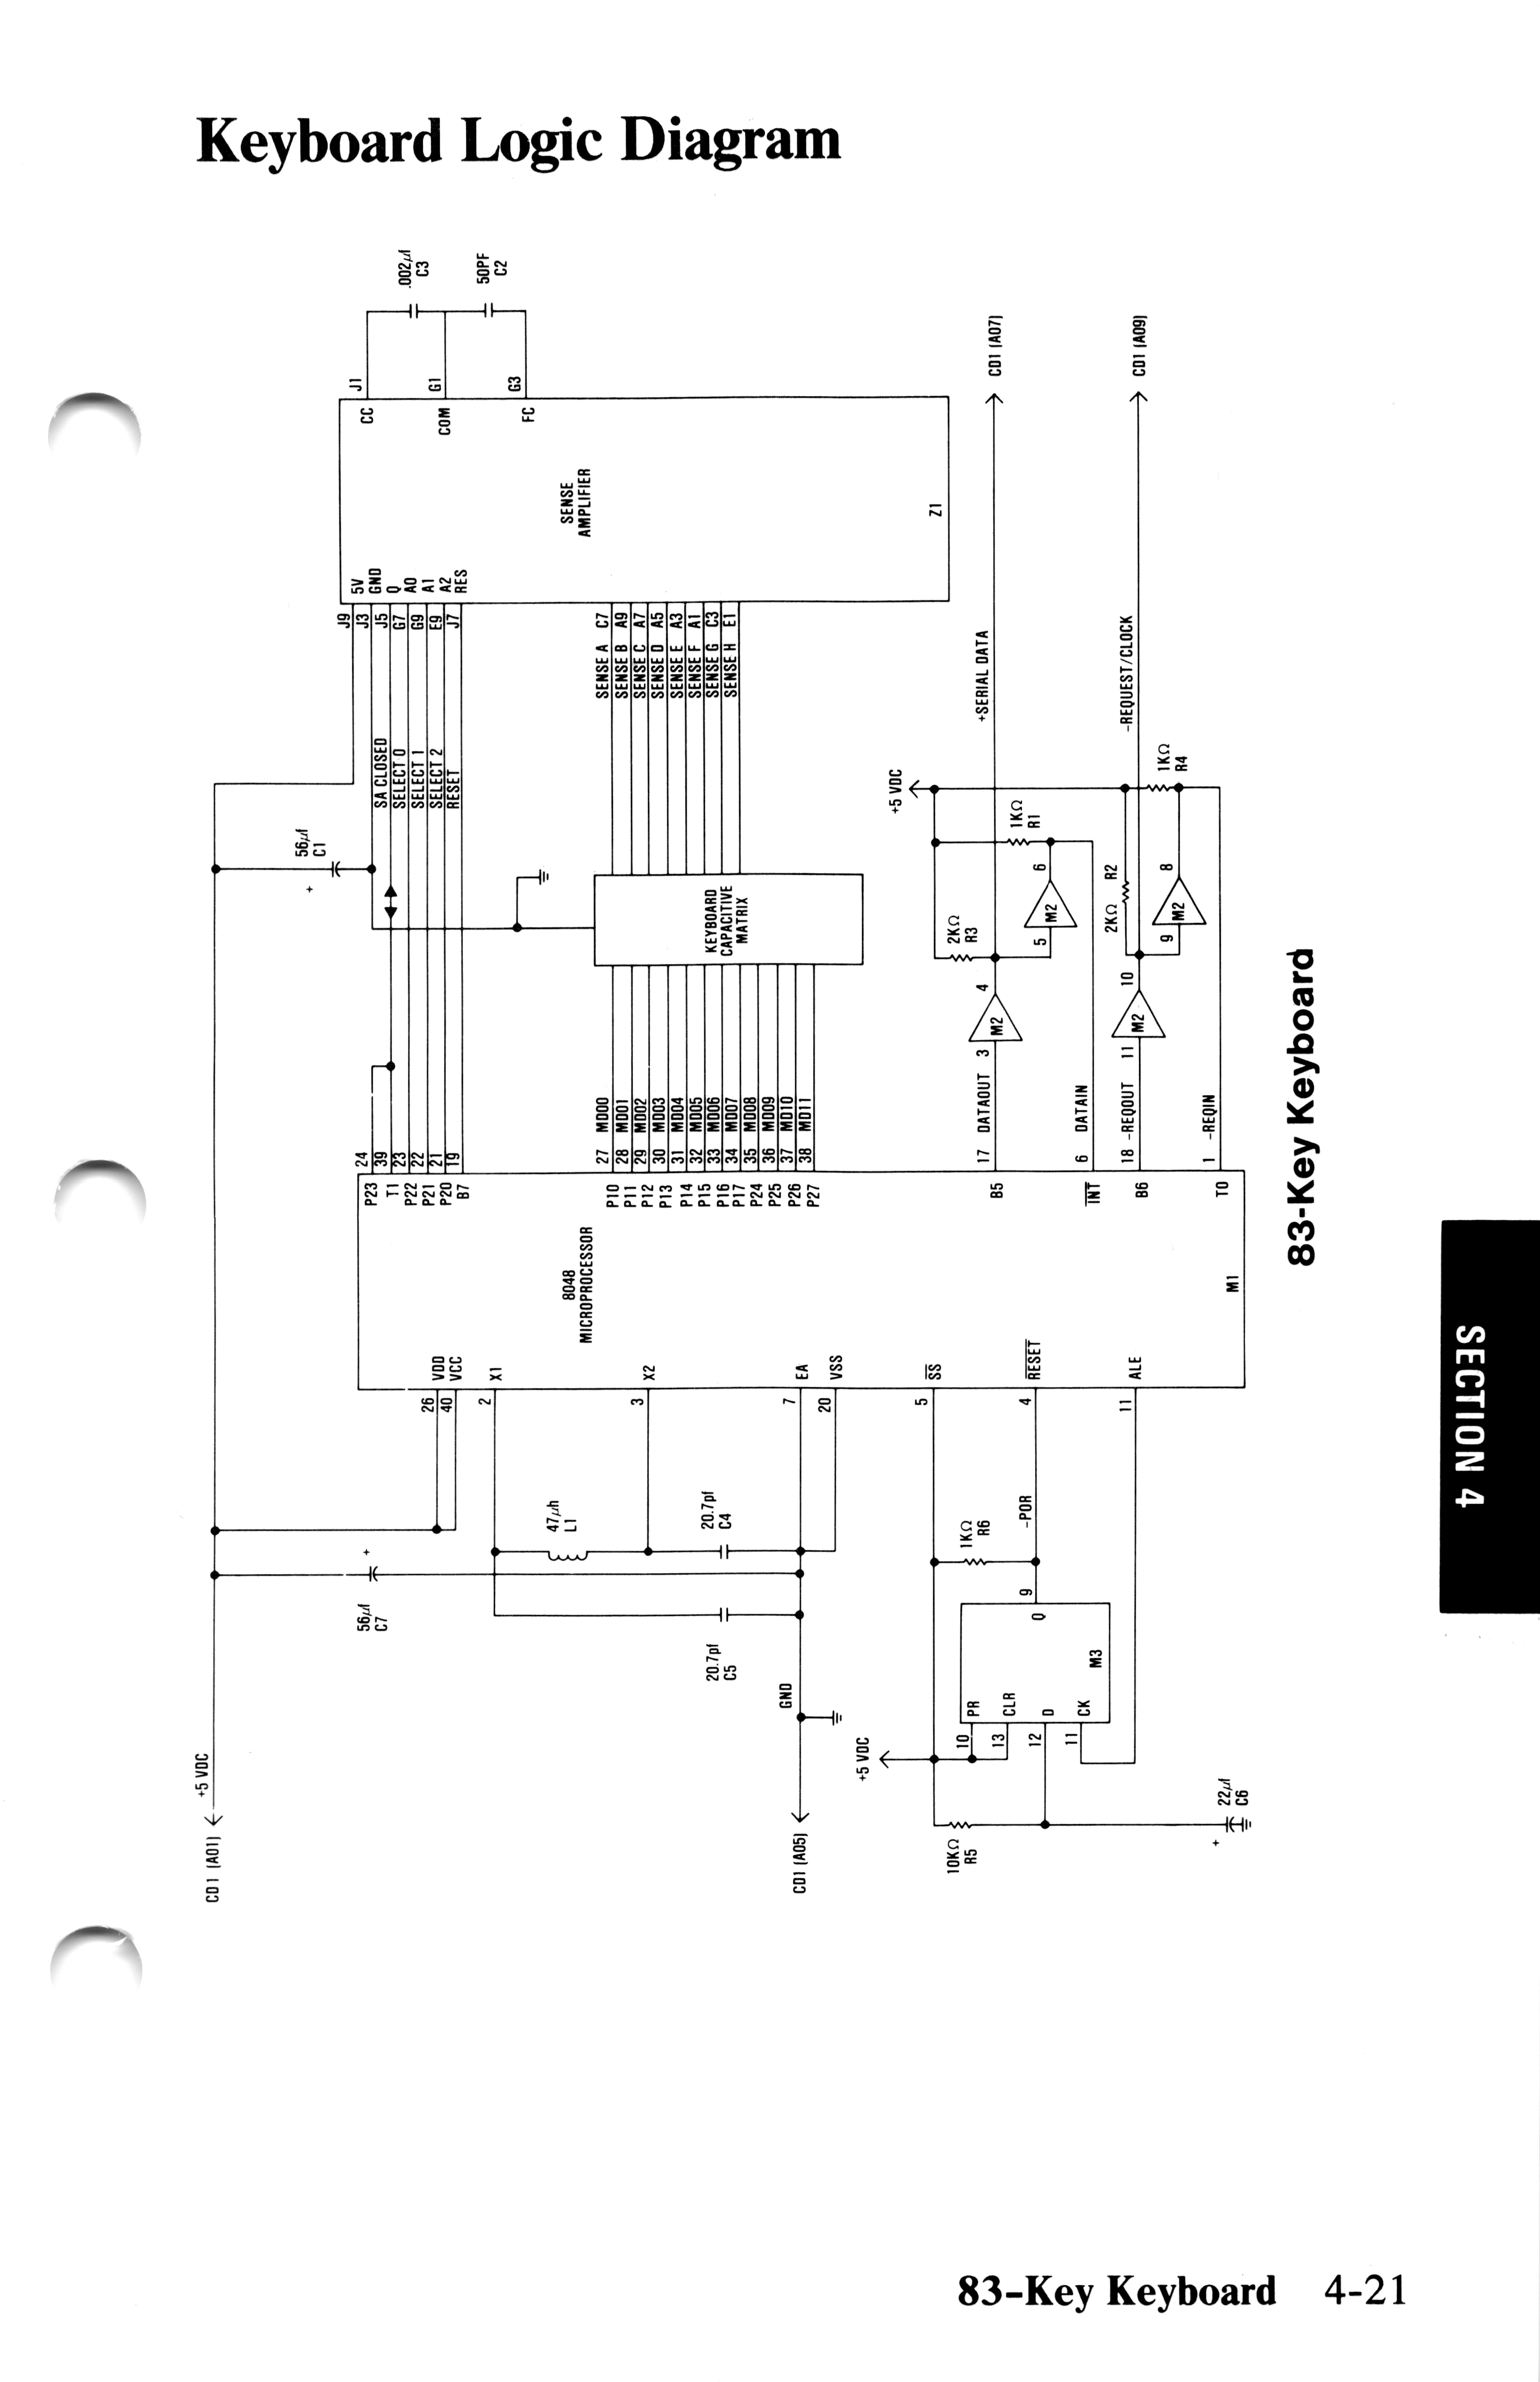 Keyboard Logic Diagram
CD1 (A01)
+5 VDC
56µf
C7
+
56µf
C1
+
26
40
VDD
VCC
2
X1
3
X2
7
EA
20
VSS
5
SS
4
RESET
11
ALE
47µh
L1
20.7pf
C4
20.7pf
C5
GND
CD1 (A05)
+5 VDC
10KΩ
R5
1KΩ
R6
-POR
10
PR
13
CLR
12
D
11
CK
Q
9
M3
+
22µf
C6
8048
MICROPROCESSOR
M1
P23 24
T1 39
P22 23
P21 22
P20 21
B7 19
SA CLOSED
SELECT 0
SELECT 1
SELECT 2
RESET
J9 5V
J3 GND
J5 Q
G7 A0
G9 A1
E9 A2
J7 RES
P10 27 MD00
P11 28 MD01
P12 29 MD02
P13 30 MD03
P14 31 MD04
P15 32 MD05
P16 33 MD06
P17 34 MD07
P24 35 MD08
P25 36 MD09
P26 37 MD10
P27 38 MD11
KEYBOARD
CAPACITIVE
MATRIX
SENSE A C7
SENSE B A9
SENSE C A7
SENSE D A5
SENSE E A3
SENSE F A1
SENSE G C3
SENSE H E1
SENSE
AMPLIFIER
Z1
CC J1
COM G1
FC G3
.002µf
C3
50PF
C2
B5 17 DATAOUT 3
M2
4
2KΩ
R3
5
M2
6
1KΩ
R1
+5 VDC
+SERIAL DATA
CD1 (A07)
INT 6 DATAIN
B6 18 -REQOUT 11
M2
10
2KΩ R2
9
M2
8
1KΩ
R4
-REQUEST/CLOCK
CD1 (A09)
T0 1 -REQIN
83-Key Keyboard
SECTION 4
83-Key Keyboard 4-21